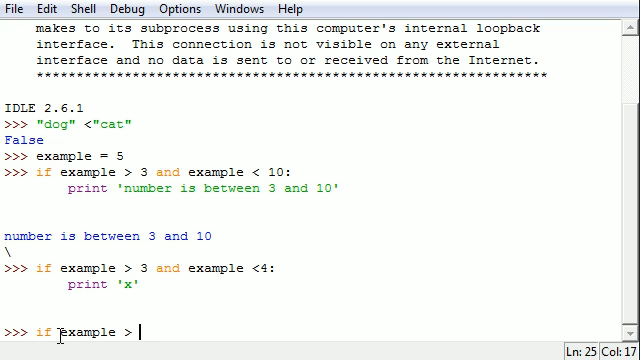 File Edit Shell Debug Options Windows Help
makes to its subprocess using this computer's internal loopback
interface. This connection is not visible on any external
interface and no data is sent to or received from the Internet.
****************************************************************
IDLE 2.6.1
>>> "dog" <"cat"
False
>>> example = 5
>>> if example > 3 and example < 10:
print 'number is between 3 and 10'
number is between 3 and 10
\
>>> if example > 3 and example <4:
print 'x'
>>> if example >
Ln: 25 Col: 17